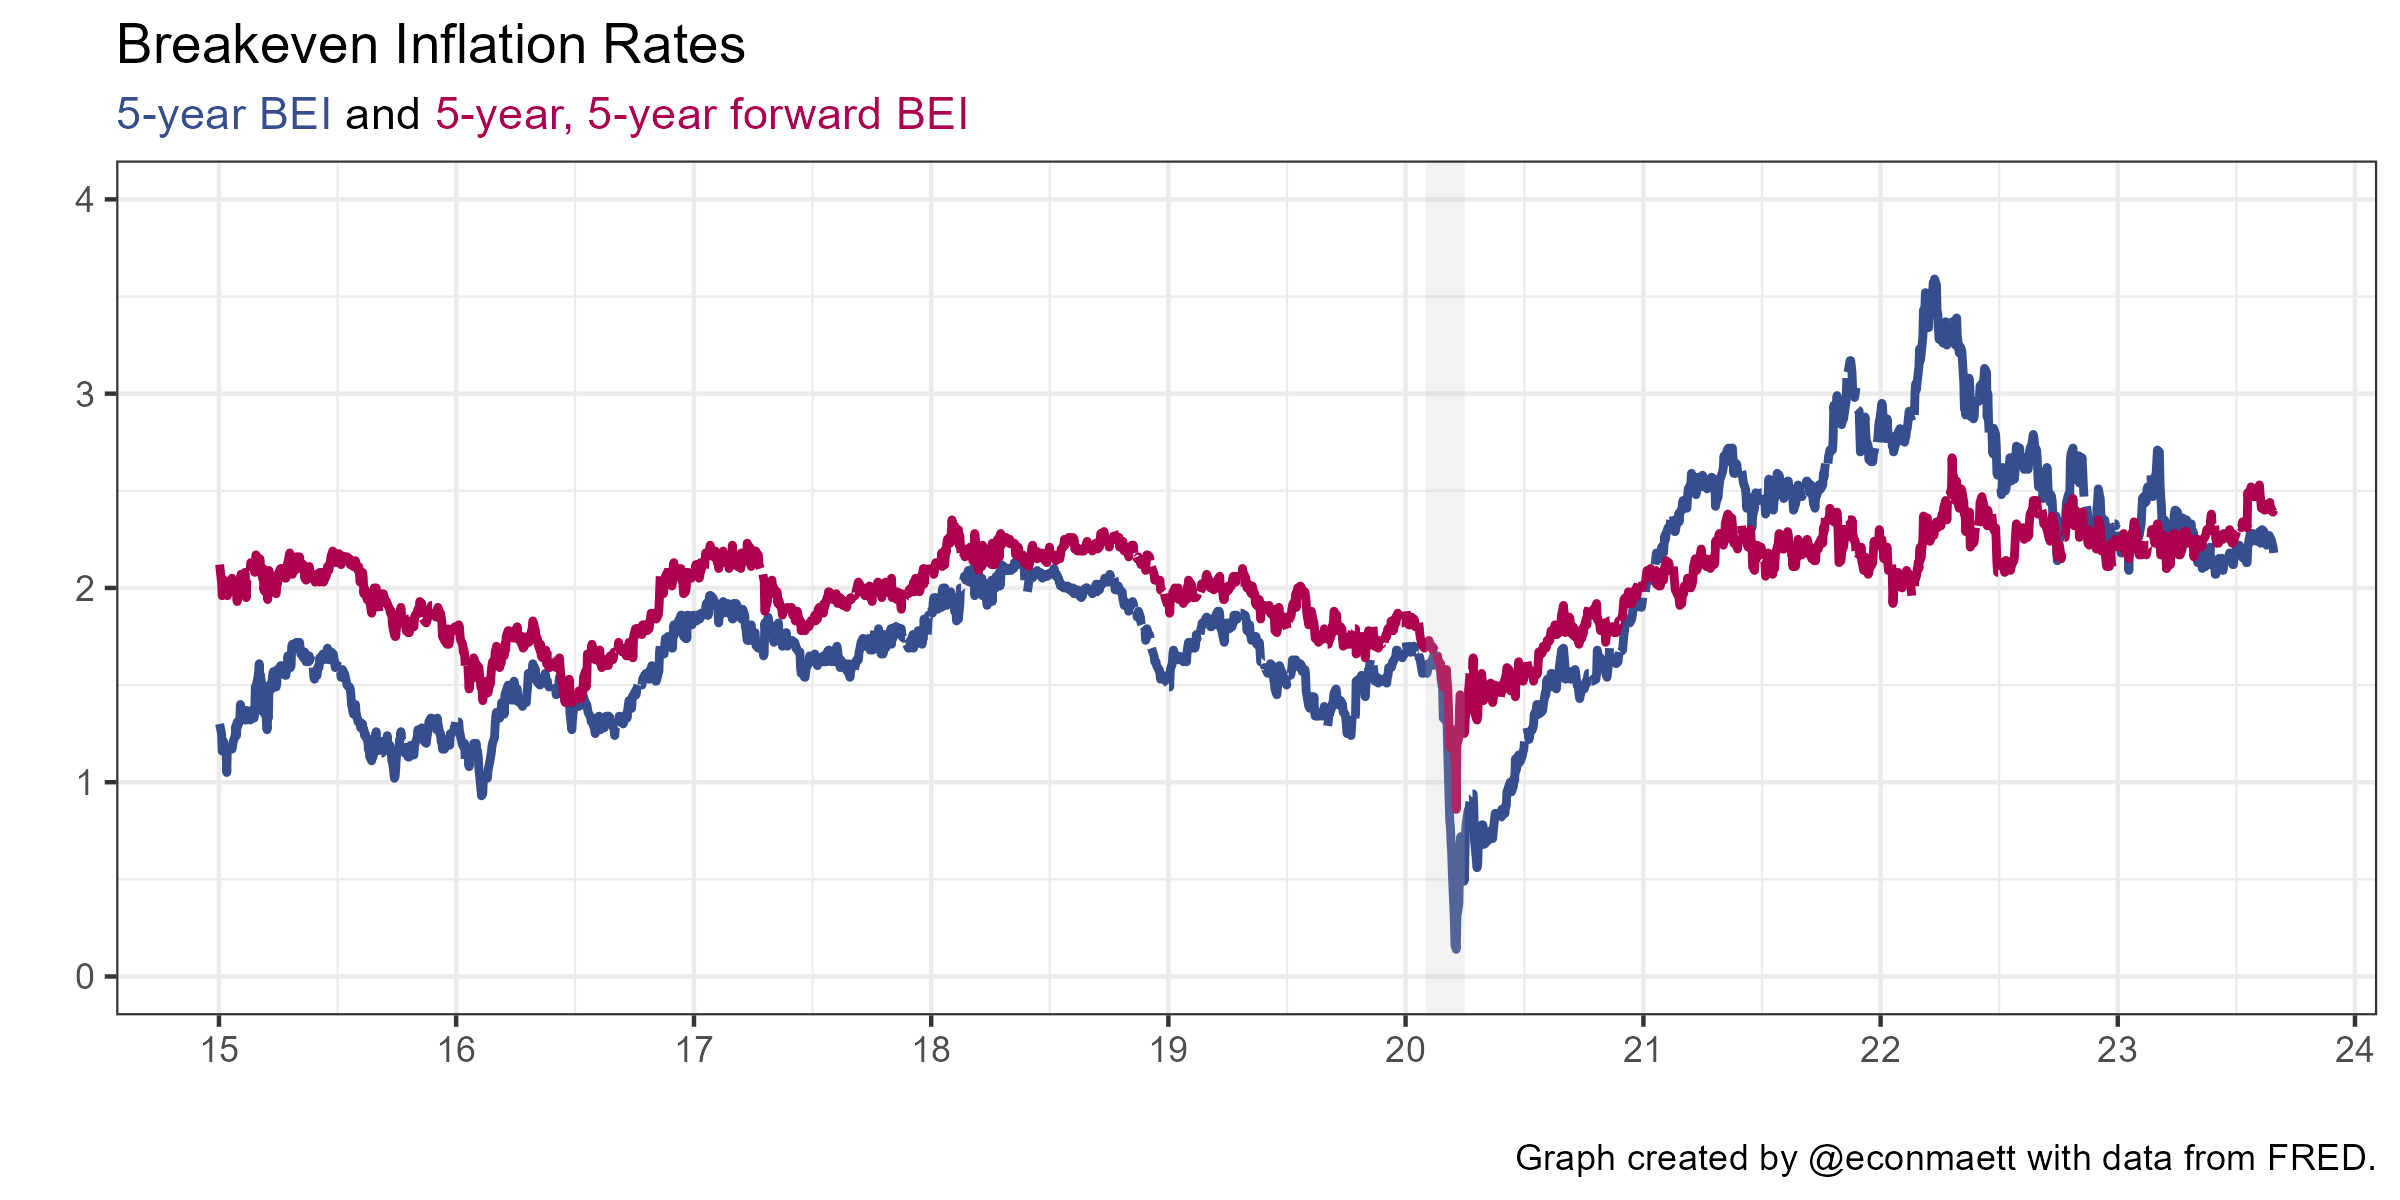 Breakeven Inflation Rates
5-year BEI and 5-year, 5-year forward BEI
4
3
2
1
0
15 16 17 18 19 20 21 22 23 24
Graph created by @econmaett with data from FRED.